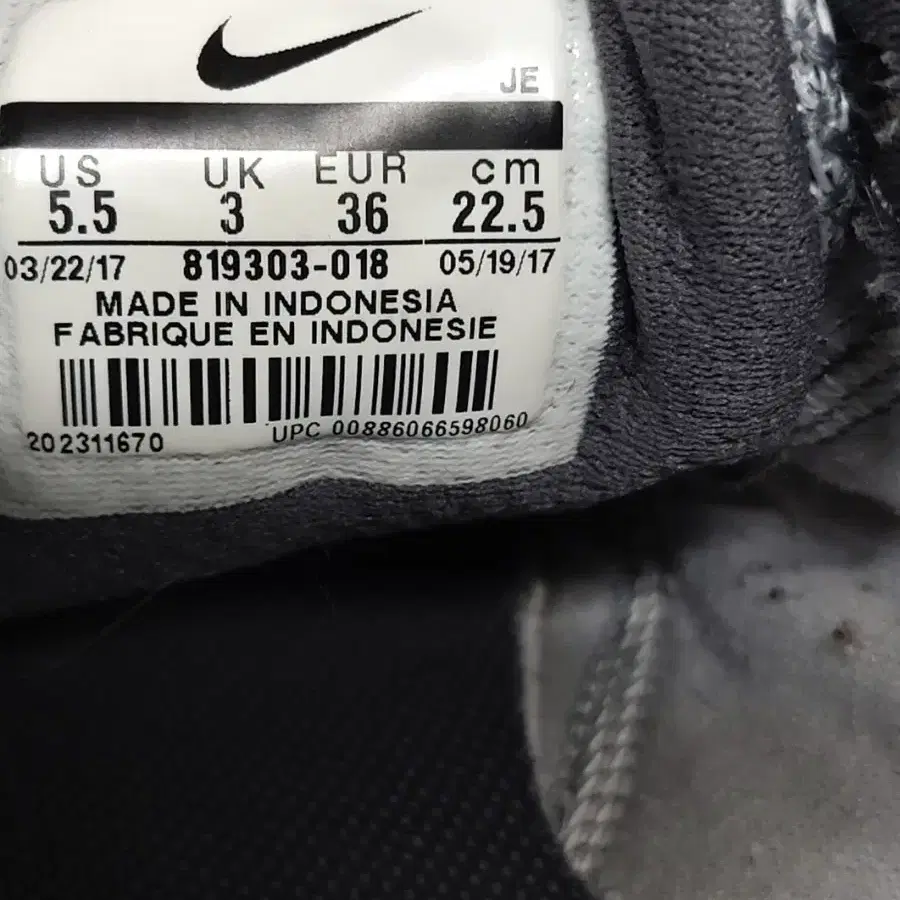 JE
US UK EUR cm
5.5 3 36 22.5
03/22/17 819303-018 05/19/17
MADE IN INDONESIA
FABRIQUE EN INDONESIE
202311670 UPC 00886066598060